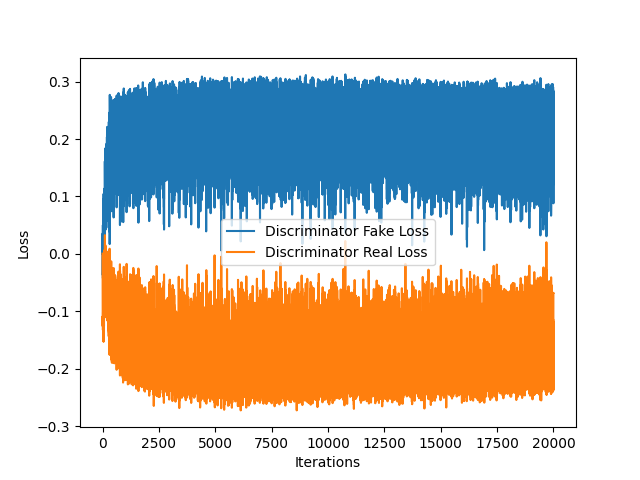 0.3
0.2
0.1
0.0
−0.1
−0.2
−0.3
Loss
Discriminator Fake Loss
Discriminator Real Loss
0 2500 5000 7500 10000 12500 15000 17500 20000
Iterations